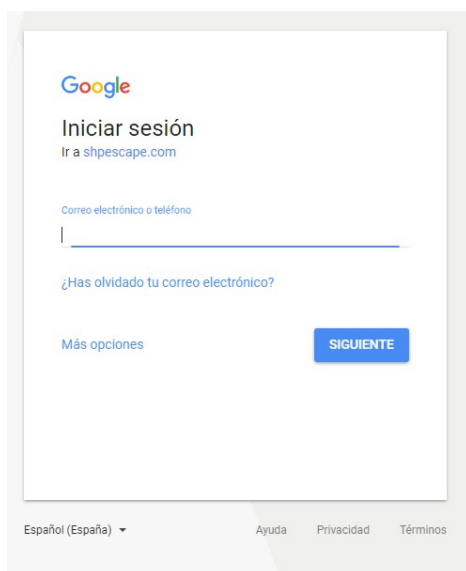 Google
Iniciar sesión
Ir a shpescape.com
Correo electrónico o teléfono
¿Has olvidado tu correo electrónico?
Más opciones
SIGUIENTE
Español (España)
Ayuda
Privacidad
Términos